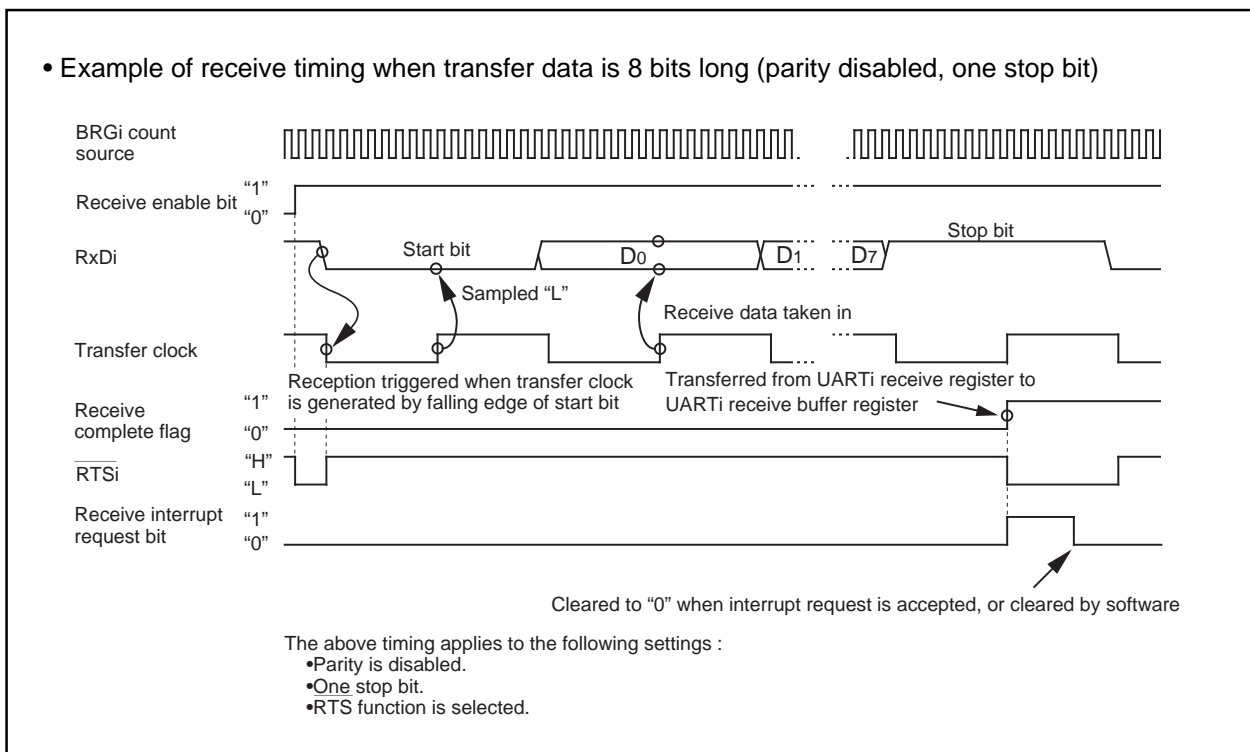 • Example of receive timing when transfer data is 8 bits long (parity disabled, one stop bit)
BRGi count
source
Receive enable bit
“1”
“0”
RxDi
Start bit
D0
D1
D7
Stop bit
Sampled “L”
Receive data taken in
Transfer clock
Reception triggered when transfer clock
is generated by falling edge of start bit
Transferred from UARTi receive register to
UARTi receive buffer register
Receive
complete flag
“1”
“0”
RTSi
“H”
“L”
Receive interrupt
request bit
“1”
“0”
Cleared to “0” when interrupt request is accepted, or cleared by software
The above timing applies to the following settings :
•Parity is disabled.
•One stop bit.
•RTS function is selected.